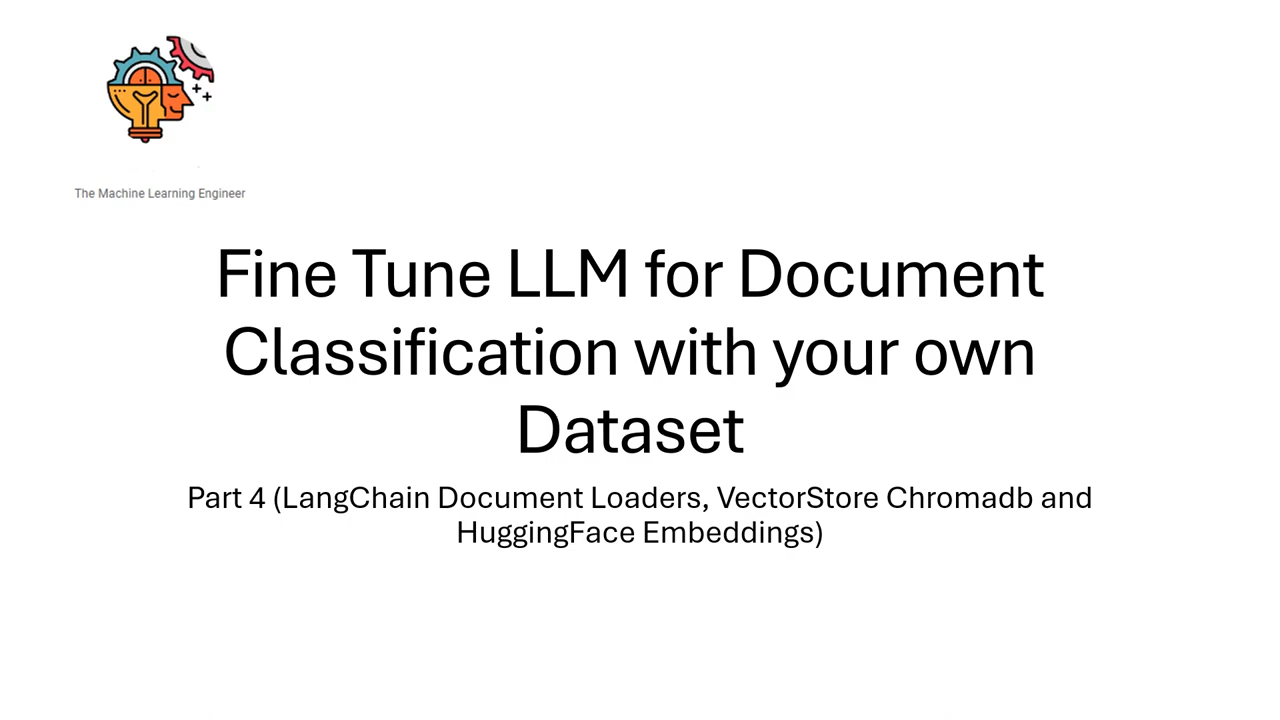 The Machine Learning Engineer
Fine Tune LLM for Document
Classification with your own
Dataset
Part 4 (LangChain Document Loaders, VectorStore Chromadb and
HuggingFace Embeddings)